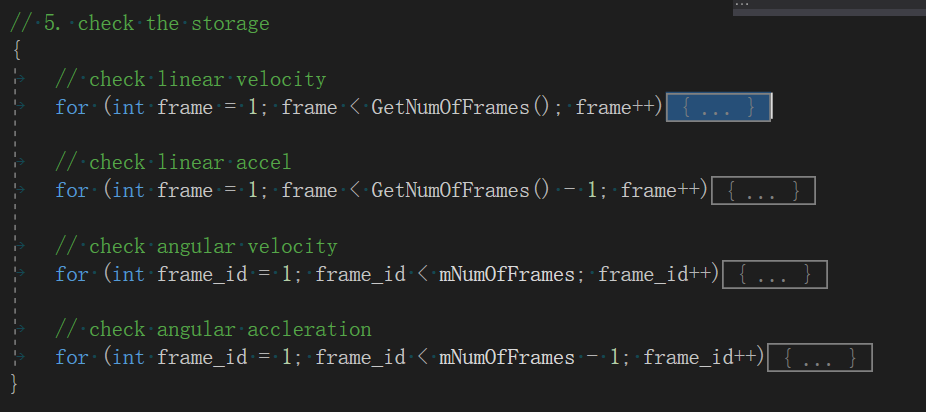 ...
// 5. check the storage
{
// check linear velocity
for (int frame = 1; frame < GetNumOfFrames(); frame++) { ... }
// check linear accel
for (int frame = 1; frame < GetNumOfFrames() - 1; frame++) { ... }
// check angular velocity
for (int frame_id = 1; frame_id < mNumOfFrames; frame_id++) { ... }
// check angular accleration
for (int frame_id = 1; frame_id < mNumOfFrames - 1; frame_id++) { ... }
}